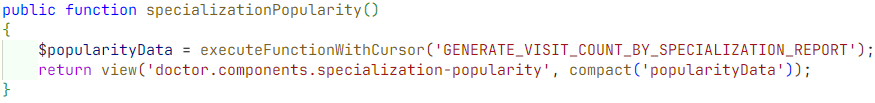 public function specializationPopularity()
{
    $popularityData = executeFunctionWithCursor('GENERATE_VISIT_COUNT_BY_SPECIALIZATION_REPORT');
    return view('doctor.components.specialization-popularity', compact('popularityData'));
}